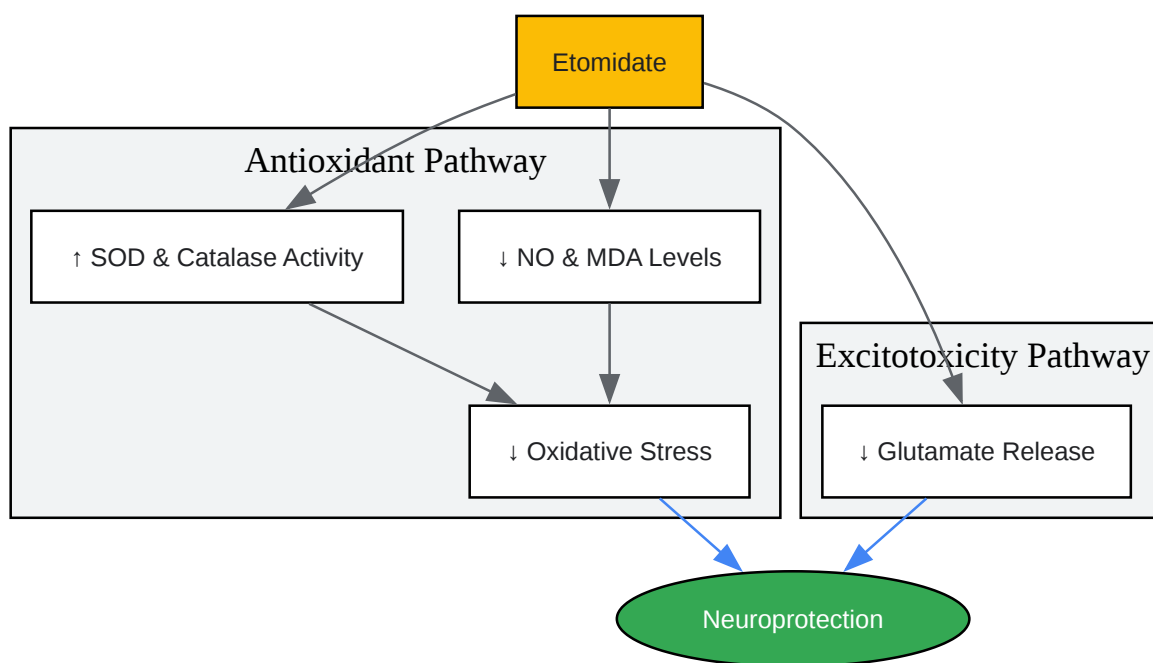 Etomidate
Antioxidant Pathway
↑ SOD & Catalase Activity
↓ NO & MDA Levels
Excitotoxicity Pathway
↓ Oxidative Stress
↓ Glutamate Release
Neuroprotection